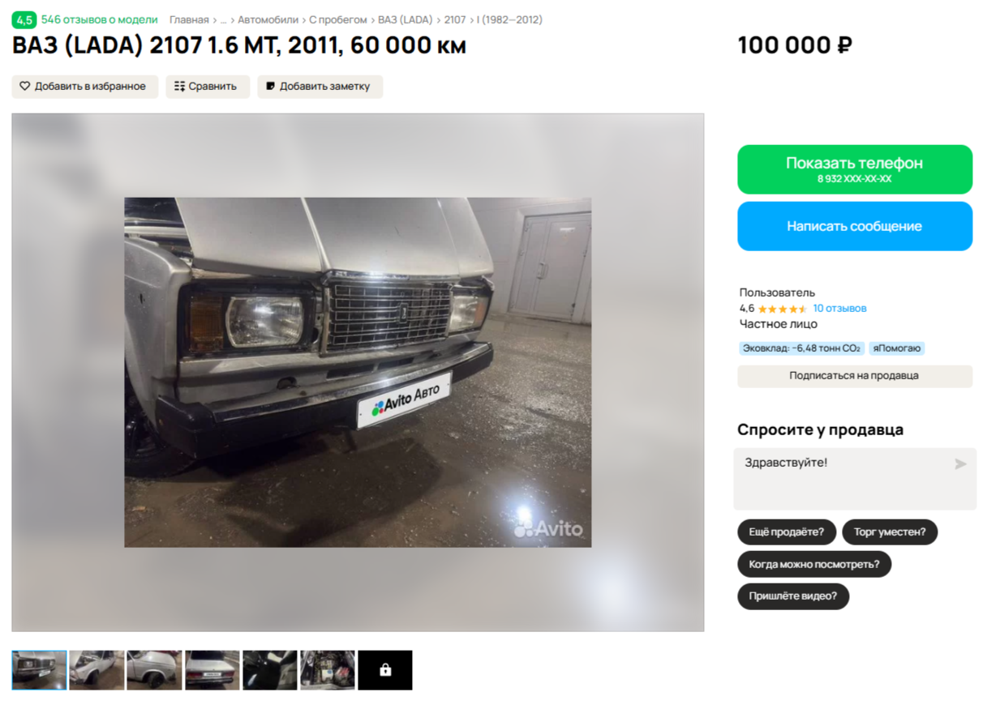 4,5 546 отзывов о модели Главная › ... › Автомобили › С пробегом › ВАЗ (LADA) › 2107 › I (1982—2012)
ВАЗ (LADA) 2107 1.6 MT, 2011, 60 000 км
100 000 ₽
Добавить в избранное Сравнить Добавить заметку
Показать телефон
8 932 XXX-XX-XX
Написать сообщение
Пользователь
4,6 10 отзывов
Частное лицо
Эковклад: −6,48 тонн CO₂ яПомогаю
Подписаться на продавца
Спросите у продавца
Здравствуйте!
Ещё продаёте? Торг уместен?
Когда можно посмотреть?
Пришлёте видео?
Avito Авто
Avito